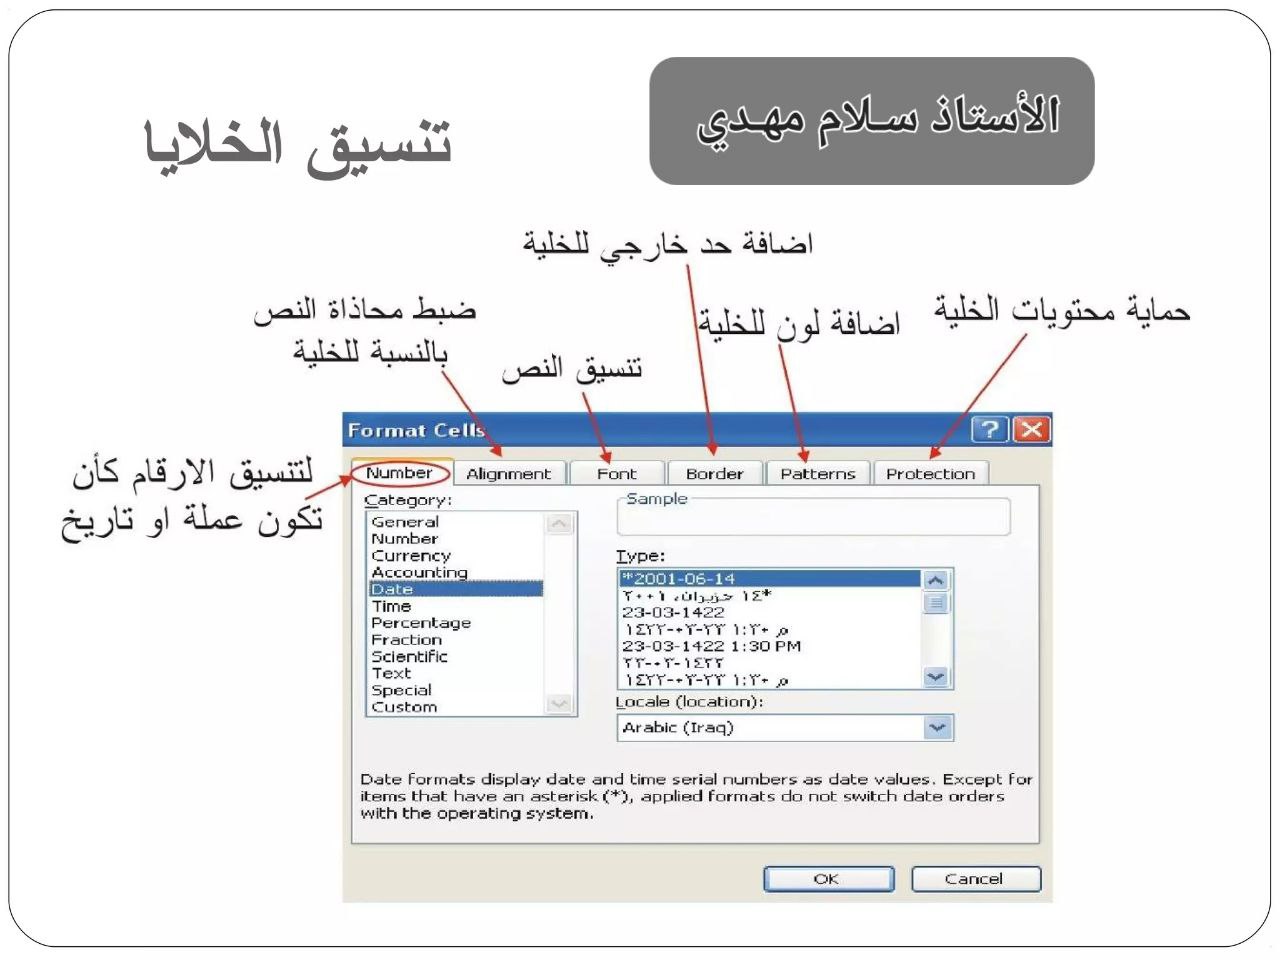 الأستاذ سلام مهدي
تنسيق الخلايا
اضافة حد خارجي للخلية
حماية محتويات الخلية
اضافة لون للخلية
ضبط محاذاة النص
بالنسبة للخلية
تنسيق النص
لتنسيق الارقام كأن
تكون عملة او تاريخ
Format Cells
Number
Alignment
Font
Border
Patterns
Protection
Category:
General
Number
Currency
Accounting
Date
Time
Percentage
Fraction
Scientific
Text
Special
Custom
Sample
Type:
*2001-06-14
*١٤ حزيران، ٢٠٠١
23-03-1422
١٤٢٢-٠٣-٢٣ ١:٣٠ م
23-03-1422 1:30 PM
٢٣-٠٣-١٤٢٢
١٤٢٢-٠٣-٢٣ ١:٣٠ م
Locale (location):
Arabic (Iraq)
Date formats display date and time serial numbers as date values. Except for
items that have an asterisk (*), applied formats do not switch date orders
with the operating system.
OK
Cancel